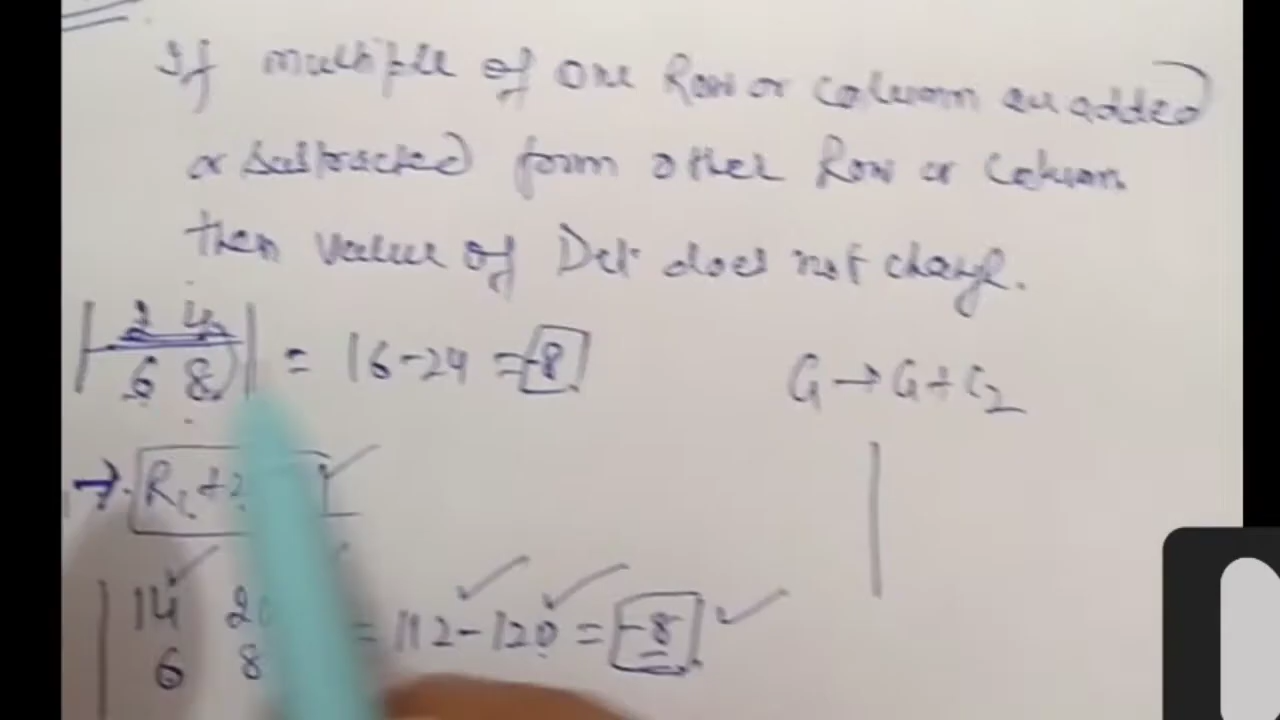 If multiple of one Row or column are added
or subtracted form other Row or Column
then value of Det does not change.
| 2 4 |
| 6 8 | = 16-24 = -8
C1 → C1+C2
→ R1+2
14 20
6 8
= 112-120 = -8